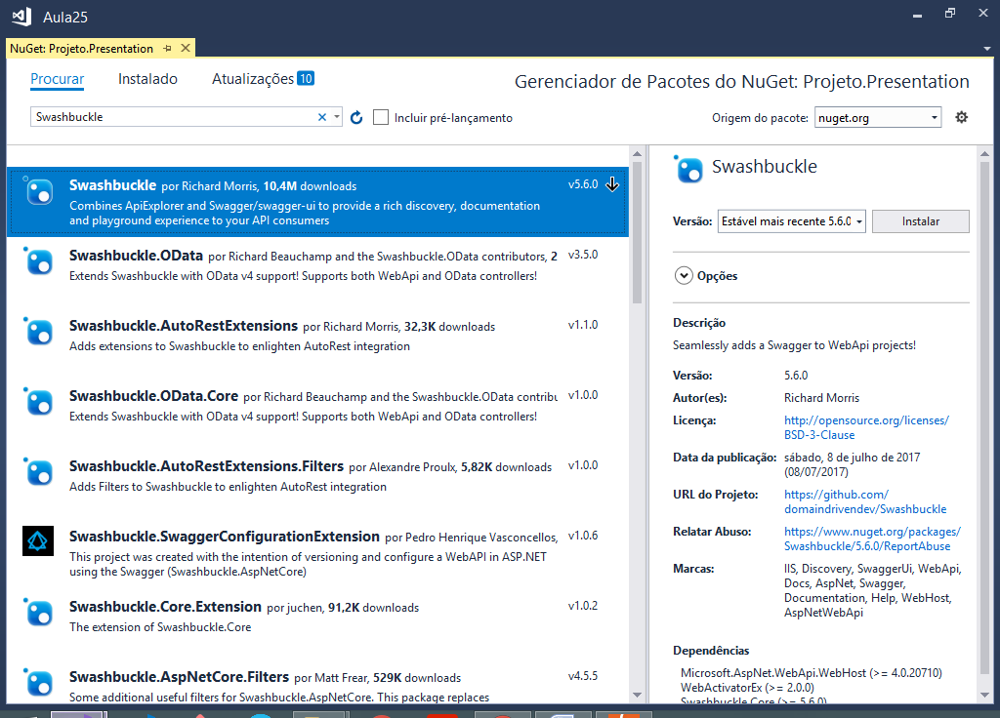 Aula25
NuGet: Projeto.Presentation
Procurar Instalado Atualizações 10
Gerenciador de Pacotes do NuGet: Projeto.Presentation
Swashbuckle
Incluir pré-lançamento
Origem do pacote: nuget.org
Swashbuckle por Richard Morris, 10,4M downloads v5.6.0
Combines ApiExplorer and Swagger/swagger-ui to provide a rich discovery, documentation
and playground experience to your API consumers
Swashbuckle.OData por Richard Beauchamp and the Swashbuckle.OData contributors, 2 v3.5.0
Extends Swashbuckle with OData v4 support! Supports both WebApi and OData controllers!
Swashbuckle.AutoRestExtensions por Richard Morris, 32,3K downloads v1.1.0
Adds extensions to Swashbuckle to enlighten AutoRest integration
Swashbuckle.OData.Core por Richard Beauchamp and the Swashbuckle.OData contribu v1.0.0
Extends Swashbuckle with OData v4 support! Supports both WebApi and OData controllers!
Swashbuckle.AutoRestExtensions.Filters por Alexandre Proulx, 5,82K downloads v1.0.0
Adds Filters to Swashbuckle to enlighten AutoRest integration
Swashbuckle.SwaggerConfigurationExtension por Pedro Henrique Vasconcellos, v1.0.6
This project was created with the intention of versioning and configure a WebAPI in ASP.NET
using the Swagger (Swashbuckle.AspNetCore)
Swashbuckle.Core.Extension por juchen, 91,2K downloads v1.0.2
The extension of Swashbuckle.Core
Swashbuckle.AspNetCore.Filters por Matt Frear, 529K downloads v4.5.5
Some additional useful filters for Swashbuckle.AspNetCore. This package replaces
Swashbuckle
Versão: Estável mais recente 5.6.0 Instalar
Opções
Descrição
Seamlessly adds a Swagger to WebApi projects!
Versão: 5.6.0
Autor(es): Richard Morris
Licença: http://opensource.org/licenses/
BSD-3-Clause
Data da publicação: sábado, 8 de julho de 2017
(08/07/2017)
URL do Projeto: https://github.com/
domaindrivendev/Swashbuckle
Relatar Abuso: https://www.nuget.org/packages/
Swashbuckle/5.6.0/ReportAbuse
Marcas: IIS, Discovery, SwaggerUi, WebApi,
Docs, AspNet, Swagger,
Documentation, Help, WebHost,
AspNetWebApi
Dependências
Microsoft.AspNet.WebApi.WebHost (>= 4.0.20710)
WebActivatorEx (>= 2.0.0)
Swashbuckle.Core (>= 5.6.0)